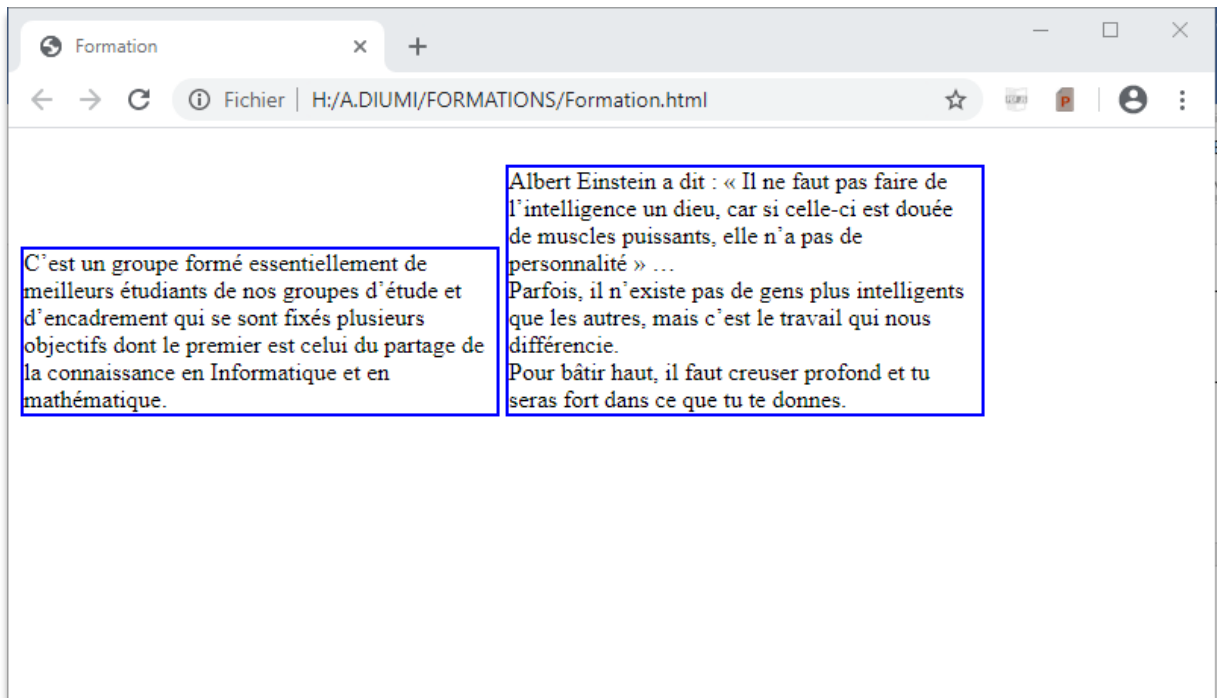 Formation
Fichier | H:/A.DIUMI/FORMATIONS/Formation.html
C’est un groupe formé essentiellement de
meilleurs étudiants de nos groupes d’étude et
d’encadrement qui se sont fixés plusieurs
objectifs dont le premier est celui du partage de
la connaissance en Informatique et en
mathématique.
Albert Einstein a dit : « Il ne faut pas faire de
l’intelligence un dieu, car si celle-ci est douée
de muscles puissants, elle n’a pas de
personnalité » …
Parfois, il n’existe pas de gens plus intelligents
que les autres, mais c’est le travail qui nous
différencie.
Pour bâtir haut, il faut creuser profond et tu
seras fort dans ce que tu te donnes.